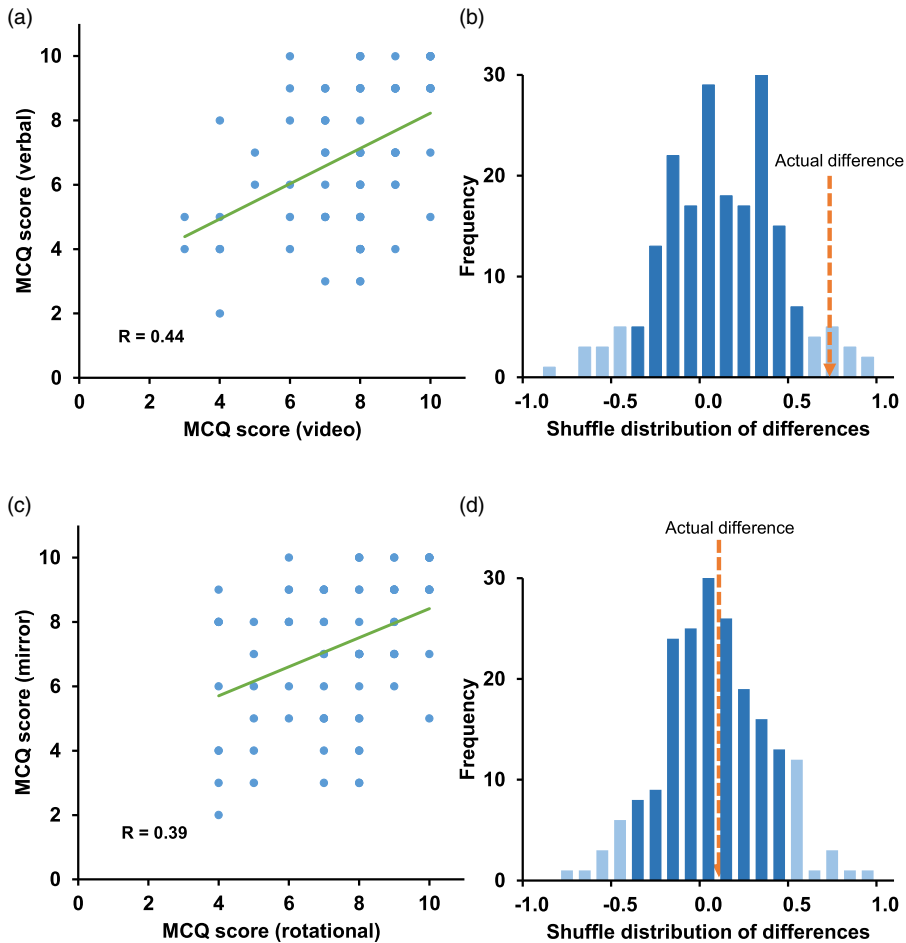 (a)
MCQ score (verbal)
10
8
6
4
2
0
R = 0.44
0 2 4 6 8 10
MCQ score (video)
(b)
Frequency
30
20
10
0
Actual difference
-1.0 -0.5 0.0 0.5 1.0
Shuffle distribution of differences
(c)
MCQ score (mirror)
10
8
6
4
2
0
R = 0.39
0 2 4 6 8 10
MCQ score (rotational)
(d)
Actual difference
Frequency
30
20
10
0
-1.0 -0.5 0.0 0.5 1.0
Shuffle distribution of differences